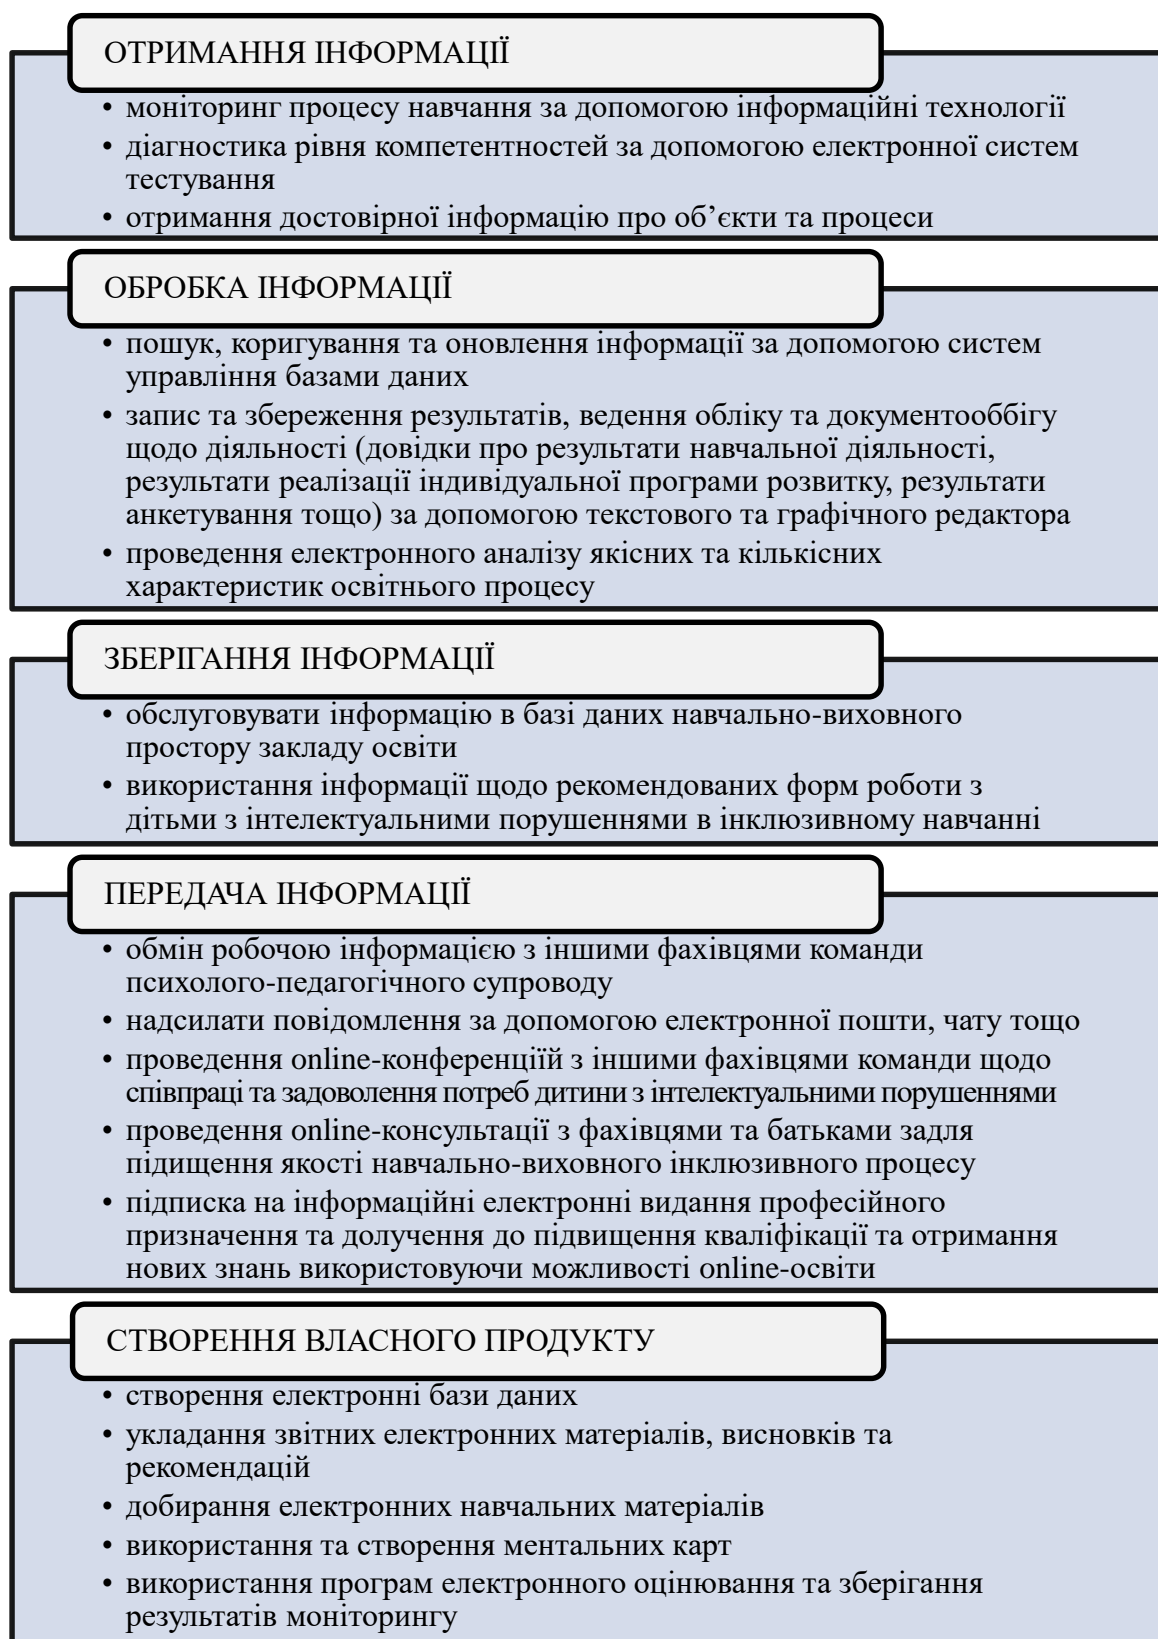 ОТРИМАННЯ ІНФОРМАЦІЇ
• моніторинг процесу навчання за допомогою інформаційні технології
• діагностика рівня компетентностей за допомогою електронної систем
тестування
• отримання достовірної інформацію про об’єкти та процеси
ОБРОБКА ІНФОРМАЦІЇ
• пошук, коригування та оновлення інформації за допомогою систем
управління базами даних
• запис та збереження результатів, ведення обліку та документооббігу
щодо діяльності (довідки про результати навчальної діяльності,
результати реалізації індивідуальної програми розвитку, результати
анкетування тощо) за допомогою текстового та графічного редактора
• проведення електронного аналізу якісних та кількісних
характеристик освітнього процесу
ЗБЕРІГАННЯ ІНФОРМАЦІЇ
• обслуговувати інформацію в базі даних навчально-виховного
простору закладу освіти
• використання інформації щодо рекомендованих форм роботи з
дітьми з інтелектуальними порушеннями в інклюзивному навчанні
ПЕРЕДАЧА ІНФОРМАЦІЇ
• обмін робочою інформацією з іншими фахівцями команди
психолого-педагогічного супроводу
• надсилати повідомлення за допомогою електронної пошти, чату тощо
• проведення online-конференціїй з іншими фахівцями команди щодо
співпраці та задоволення потреб дитини з інтелектуальними порушеннями
• проведення online-консультації з фахівцями та батьками задля
підищення якості навчально-виховного інклюзивного процесу
• підписка на інформаційні електронні видання професійного
призначення та долучення до підвищення кваліфікації та отримання
нових знань використовуючи можливості online-освіти
СТВОРЕННЯ ВЛАСНОГО ПРОДУКТУ
• створення електронні бази даних
• укладання звітних електронних матеріалів, висновків та
рекомендацій
• добирання електронних навчальних матеріалів
• використання та створення ментальних карт
• використання програм електронного оцінювання та зберігання
результатів моніторингу